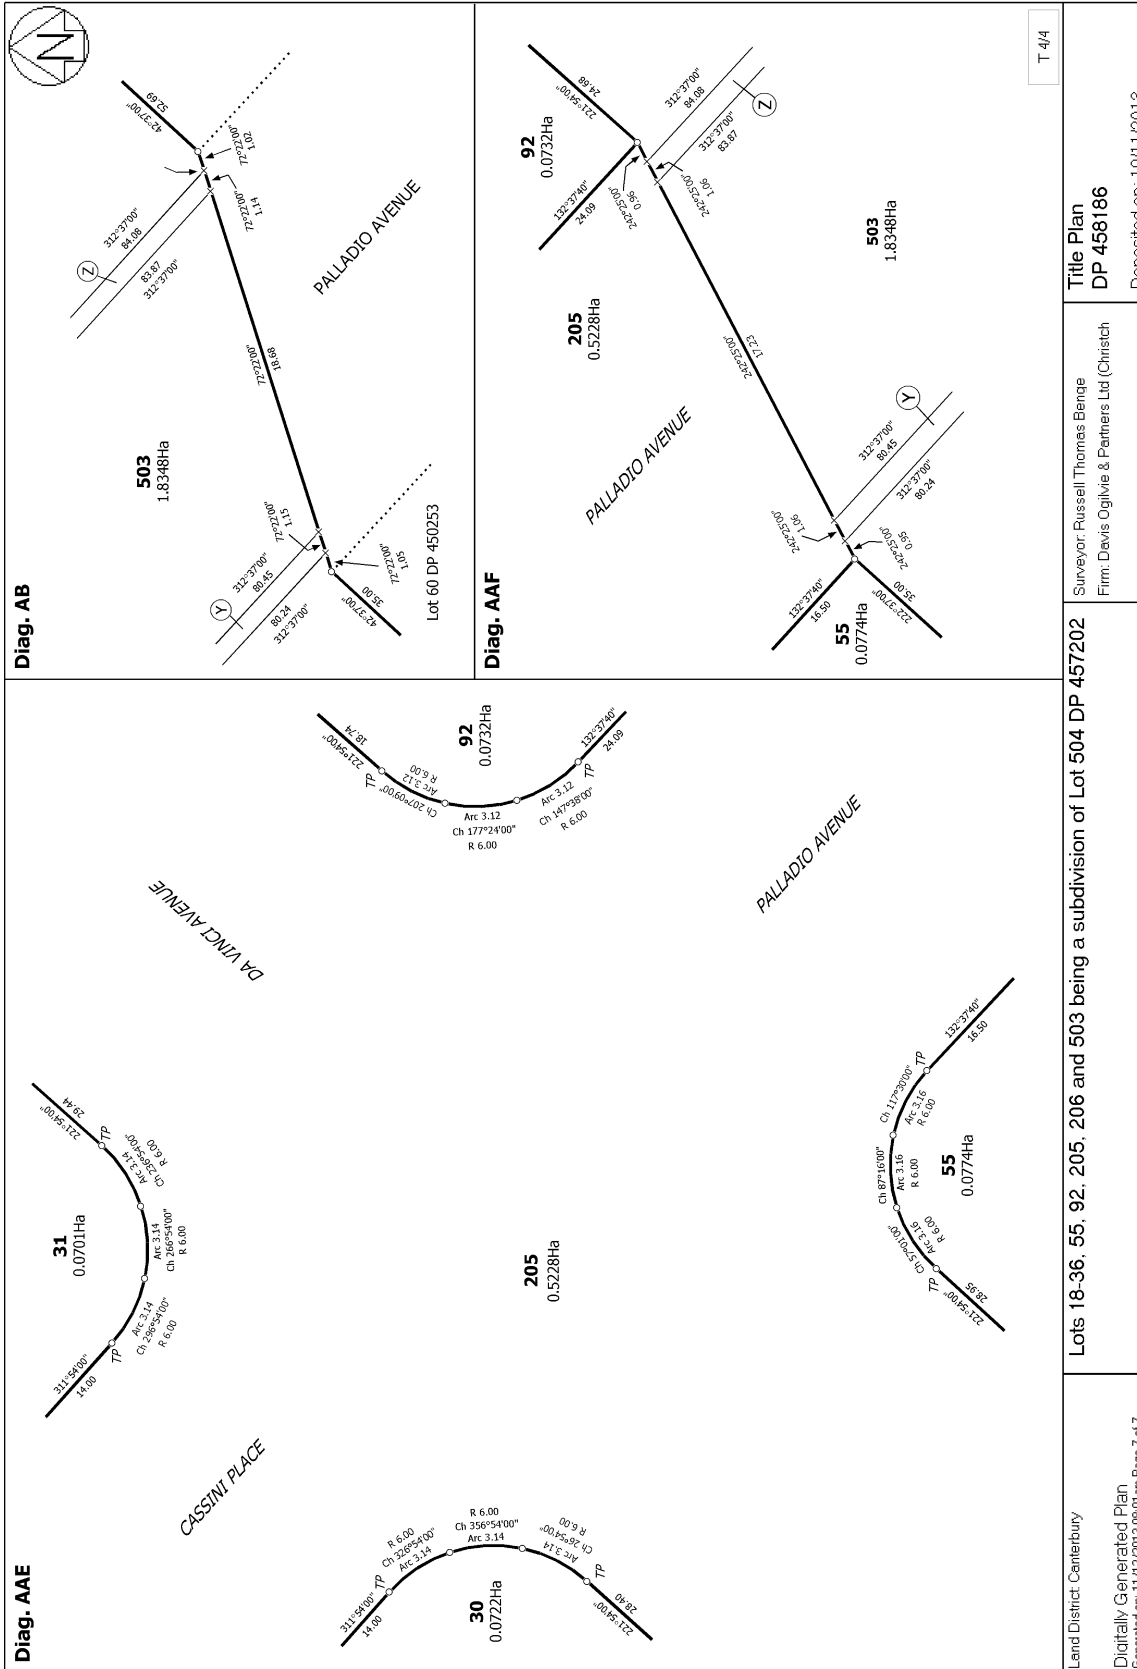 Diag. AAE
CASSINI PLACE
DA VINCI AVENUE
PALLADIO AVENUE
311°54'00"
14.00
TP
Arc 3.14
Ch 296°54'00"
R 6.00
31
0.0701Ha
Arc 3.14
Ch 266°54'00"
R 6.00
Arc 3.14
Ch 236°54'00"
R 6.00
TP
221°54'00"
29.44
311°54'00"
14.00
TP
R 6.00
Ch 326°54'00"
Arc 3.14
R 6.00
Ch 356°54'00"
Arc 3.14
R 6.00
Ch 26°54'00"
Arc 3.14
TP
221°54'00"
28.40
30
0.0722Ha
205
0.5228Ha
221°54'00"
18.74
TP
R 6.00
Arc 3.12
Ch 207°09'00"
Arc 3.12
Ch 177°24'00"
R 6.00
Arc 3.12
Ch 147°38'00"
R 6.00
TP
132°37'40"
24.09
92
0.0732Ha
221°54'00"
28.95
TP
Ch 57°01'00"
Arc 3.16
R 6.00
Ch 87°16'00"
Arc 3.16
R 6.00
Ch 117°30'00"
Arc 3.16
R 6.00
TP
132°37'40"
16.50
55
0.0774Ha
Diag. AB
N
503
1.8348Ha
PALLADIO AVENUE
Lot 60 DP 450253
Y
312°37'00"
80.45
80.24
312°37'00"
72°22'00"
1.15
72°22'00"
1.05
35.00
42°37'00"
72°22'00"
18.68
Z
312°37'00"
84.08
83.87
312°37'00"
72°22'00"
1.14
72°22'00"
1.02
42°37'00"
52.69
Diag. AAF
PALLADIO AVENUE
205
0.5228Ha
92
0.0732Ha
503
1.8348Ha
55
0.0774Ha
132°37'40"
16.50
222°37'00"
35.00
242°25'00"
1.06
242°25'00"
0.95
312°37'00"
80.45
312°37'00"
80.24
Y
242°25'00"
17.23
132°37'40"
24.09
221°54'00"
24.68
242°25'00"
0.96
242°25'00"
1.06
312°37'00"
84.08
312°37'00"
83.87
Z
T 4/4
Land District: Canterbury
Digitally Generated Plan
Lots 18-36, 55, 92, 205, 206 and 503 being a subdivision of Lot 504 DP 457202
Surveyor: Russell Thomas Benge
Firm: Davis Ogilvie & Partners Ltd (Christch
Title Plan
DP 458186